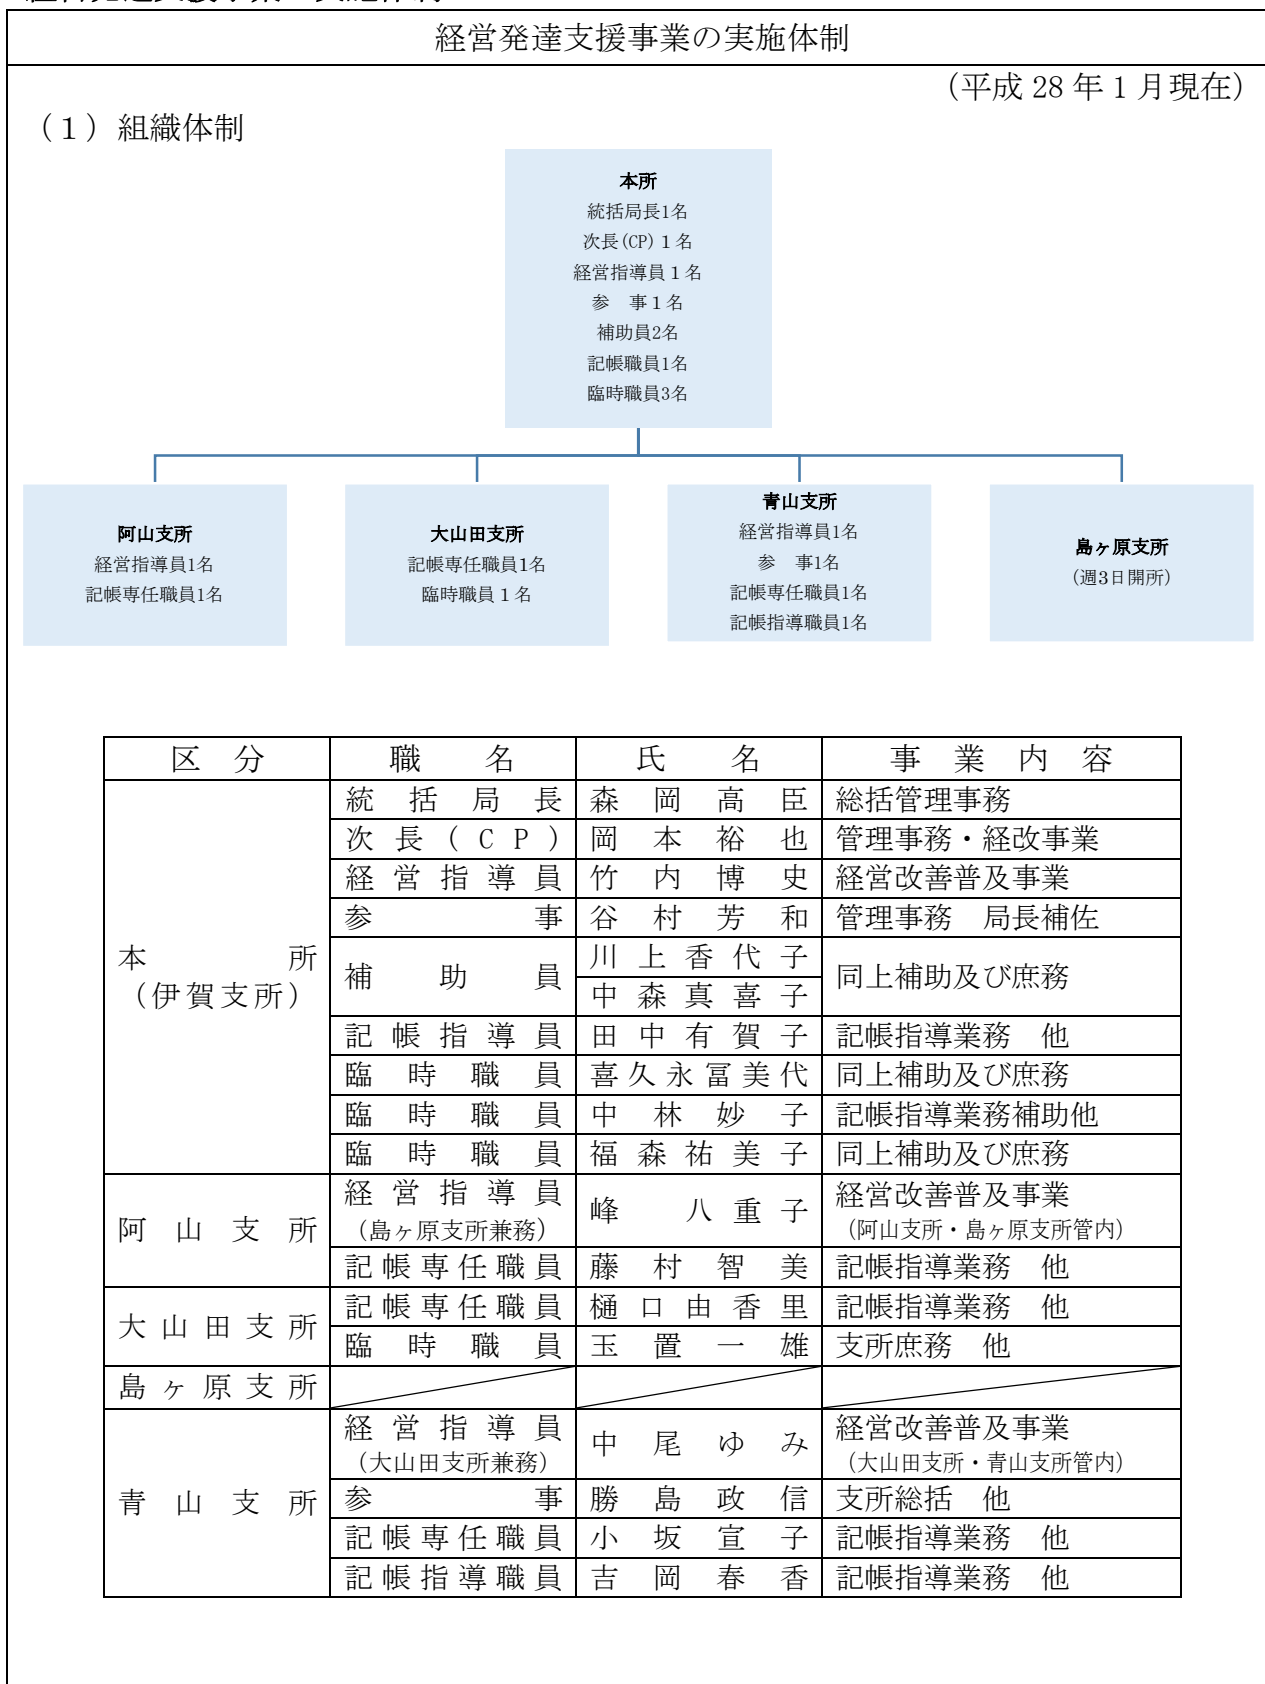 経営発達支援事業の実施体制
（平成 28 年 1 月現在）
（１）組織体制
本所
統括局長1名
次長(CP)１名
経営指導員１名
参　事１名
補助員2名
記帳職員1名
臨時職員3名
阿山支所
経営指導員1名
記帳専任職員1名
大山田支所
記帳専任職員1名
臨時職員１名
青山支所
経営指導員1名
参　事1名
記帳専任職員1名
記帳指導職員1名
島ヶ原支所
(週3日開所)
区　分　職　名　氏　名　事　業　内　容
本所
（伊賀支所）
統括局長　森岡高臣　総括管理事務
次長(CP)　岡本裕也　管理事務・経改事業
経営指導員　竹内博史　経営改善普及事業
参事　谷村芳和　管理事務　局長補佐
補助員　川上香代子　同上補助及び庶務
中森真喜子
記帳指導員　田中有賀子　記帳指導業務　他
臨時職員　喜久永冨美代　同上補助及び庶務
臨時職員　中林妙子　記帳指導業務補助他
臨時職員　福森祐美子　同上補助及び庶務
阿山支所　経営指導員　峰　八重子　経営改善普及事業
（島ヶ原支所兼務）　（阿山支所・島ヶ原支所管内）
記帳専任職員　藤村智美　記帳指導業務　他
大山田支所　記帳専任職員　樋口由香里　記帳指導業務　他
臨時職員　玉置一雄　支所庶務　他
島ヶ原支所
青山支所　経営指導員　中尾ゆみ　経営改善普及事業
（大山田支所兼務）　（大山田支所・青山支所管内）
参事　勝島政信　支所総括　他
記帳専任職員　小坂宣子　記帳指導業務　他
記帳指導職員　吉岡春香　記帳指導業務　他